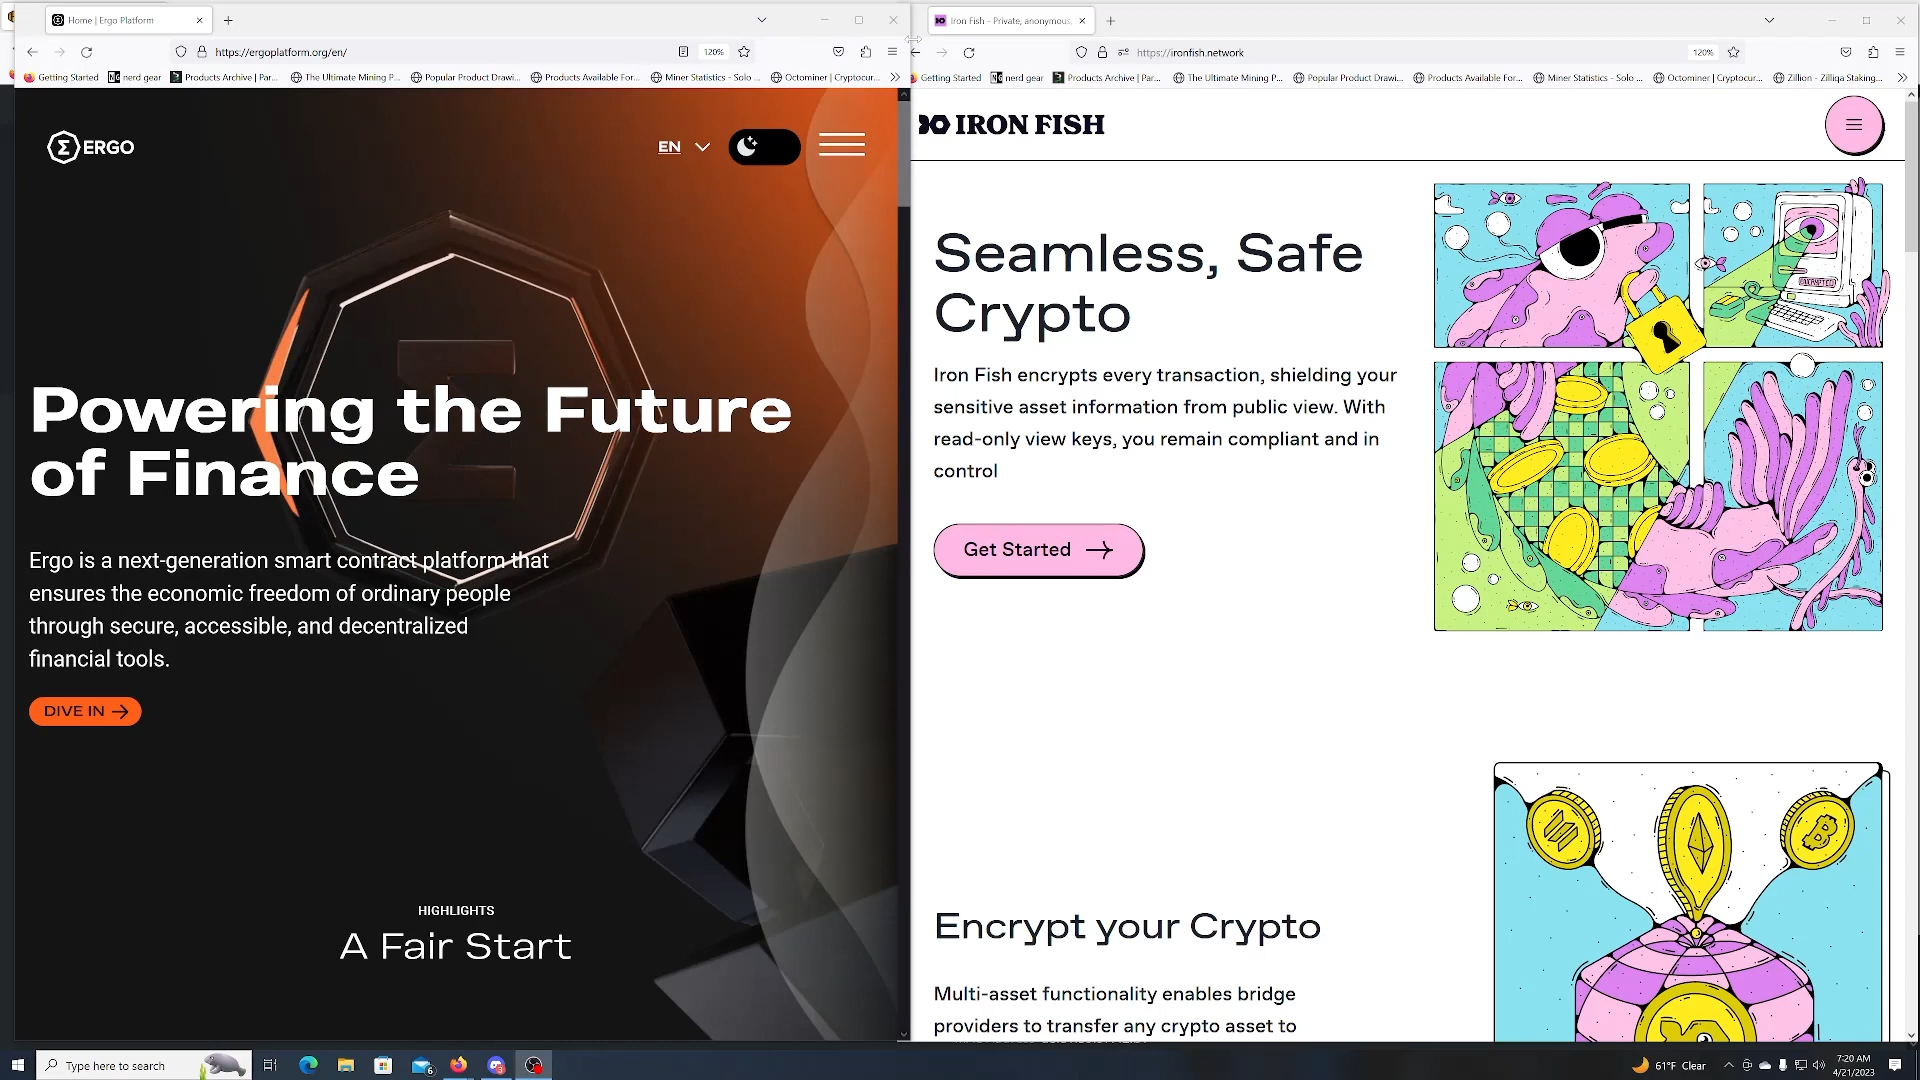 Home | Ergo Platform
https://ergoplatform.org/en/
120%
Getting Started
nerd gear
Products Archive | Par...
The Ultimate Mining P...
Popular Product Drawi...
Products Available For...
Miner Statistics - Solo ...
Octominer | Cryptocur...
ERGO
EN
Powering the Future
of Finance
Ergo is a next-generation smart contract platform that
ensures the economic freedom of ordinary people
through secure, accessible, and decentralized
financial tools.
DIVE IN
HIGHLIGHTS
A Fair Start
Iron Fish - Private, anonymous,
https://ironfish.network
120%
Getting Started
nerd gear
Products Archive | Par...
The Ultimate Mining P...
Popular Product Drawi...
Products Available For...
Miner Statistics - Solo ...
Octominer | Cryptocur...
Zillion - Zilliqa Staking...
IRON FISH
Seamless, Safe
Crypto
Iron Fish encrypts every transaction, shielding your
sensitive asset information from public view. With
read-only view keys, you remain compliant and in
control
Get Started
ENCRYPTED
Encrypt your Crypto
Multi-asset functionality enables bridge
providers to transfer any crypto asset to
Type here to search
6
3
61°F Clear
7:20 AM
4/21/2023